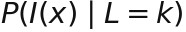 P(I(x) | L = k)